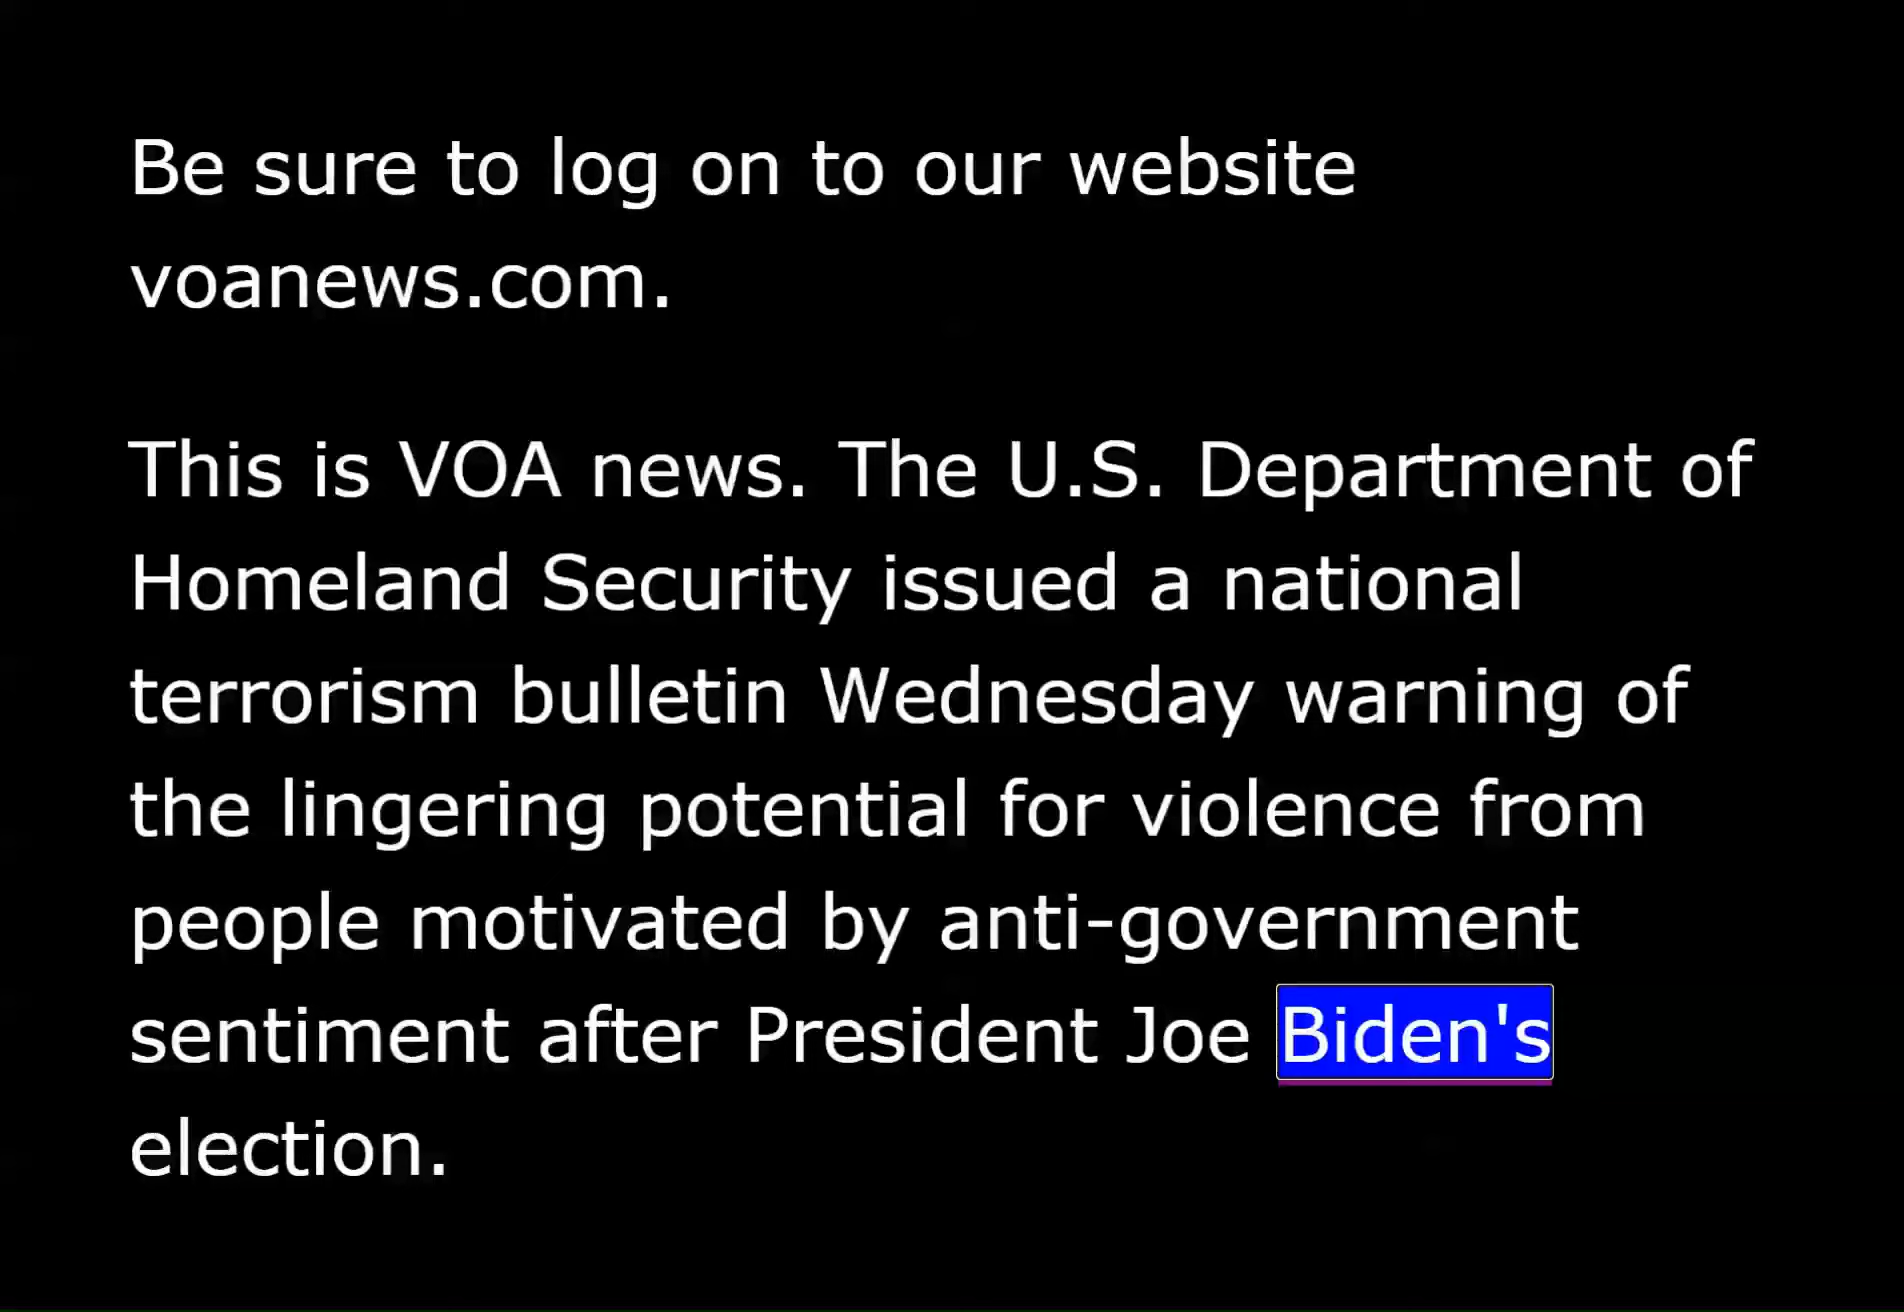 Be sure to log on to our website
voanews.com.
This is VOA news. The U.S. Department of
Homeland Security issued a national
terrorism bulletin Wednesday warning of
the lingering potential for violence from
people motivated by anti-government
sentiment after President Joe Biden's
election.